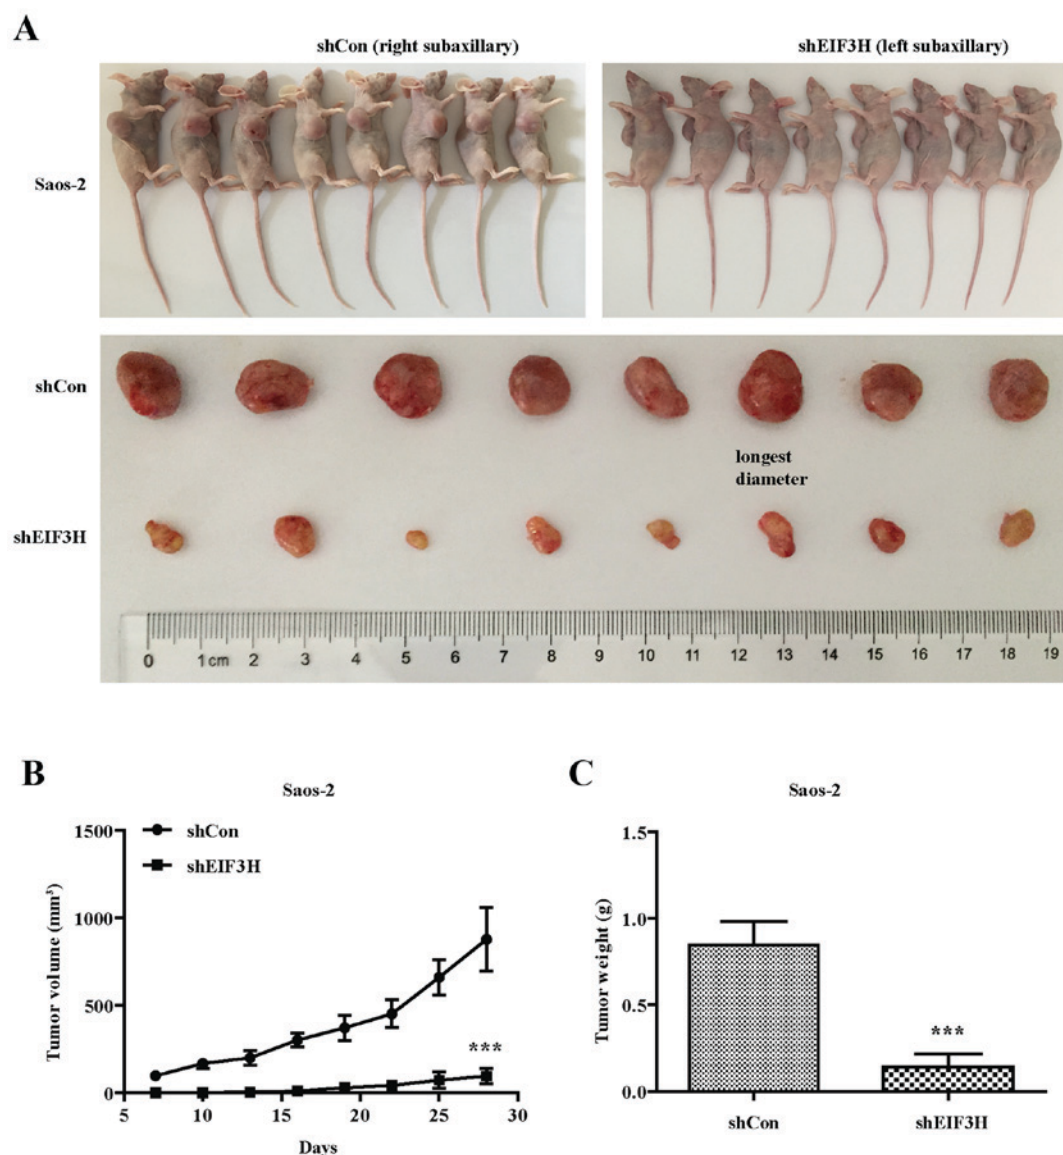 A
shCon (right subaxillary)
shEIF3H (left subaxillary)
Saos-2
shCon
longest
diameter
shEIF3H
0 1 cm 2 3 4 5 6 7 8 9 10 11 12 13 14 15 16 17 18 19
B
Saos-2
shCon
shEIF3H
Tumor volume (mm³)
1500
1000
500
0
***
5 10 15 20 25 30
Days
C
Saos-2
Tumor weight (g)
1.5
1.0
0.5
0.0
***
shCon shEIF3H